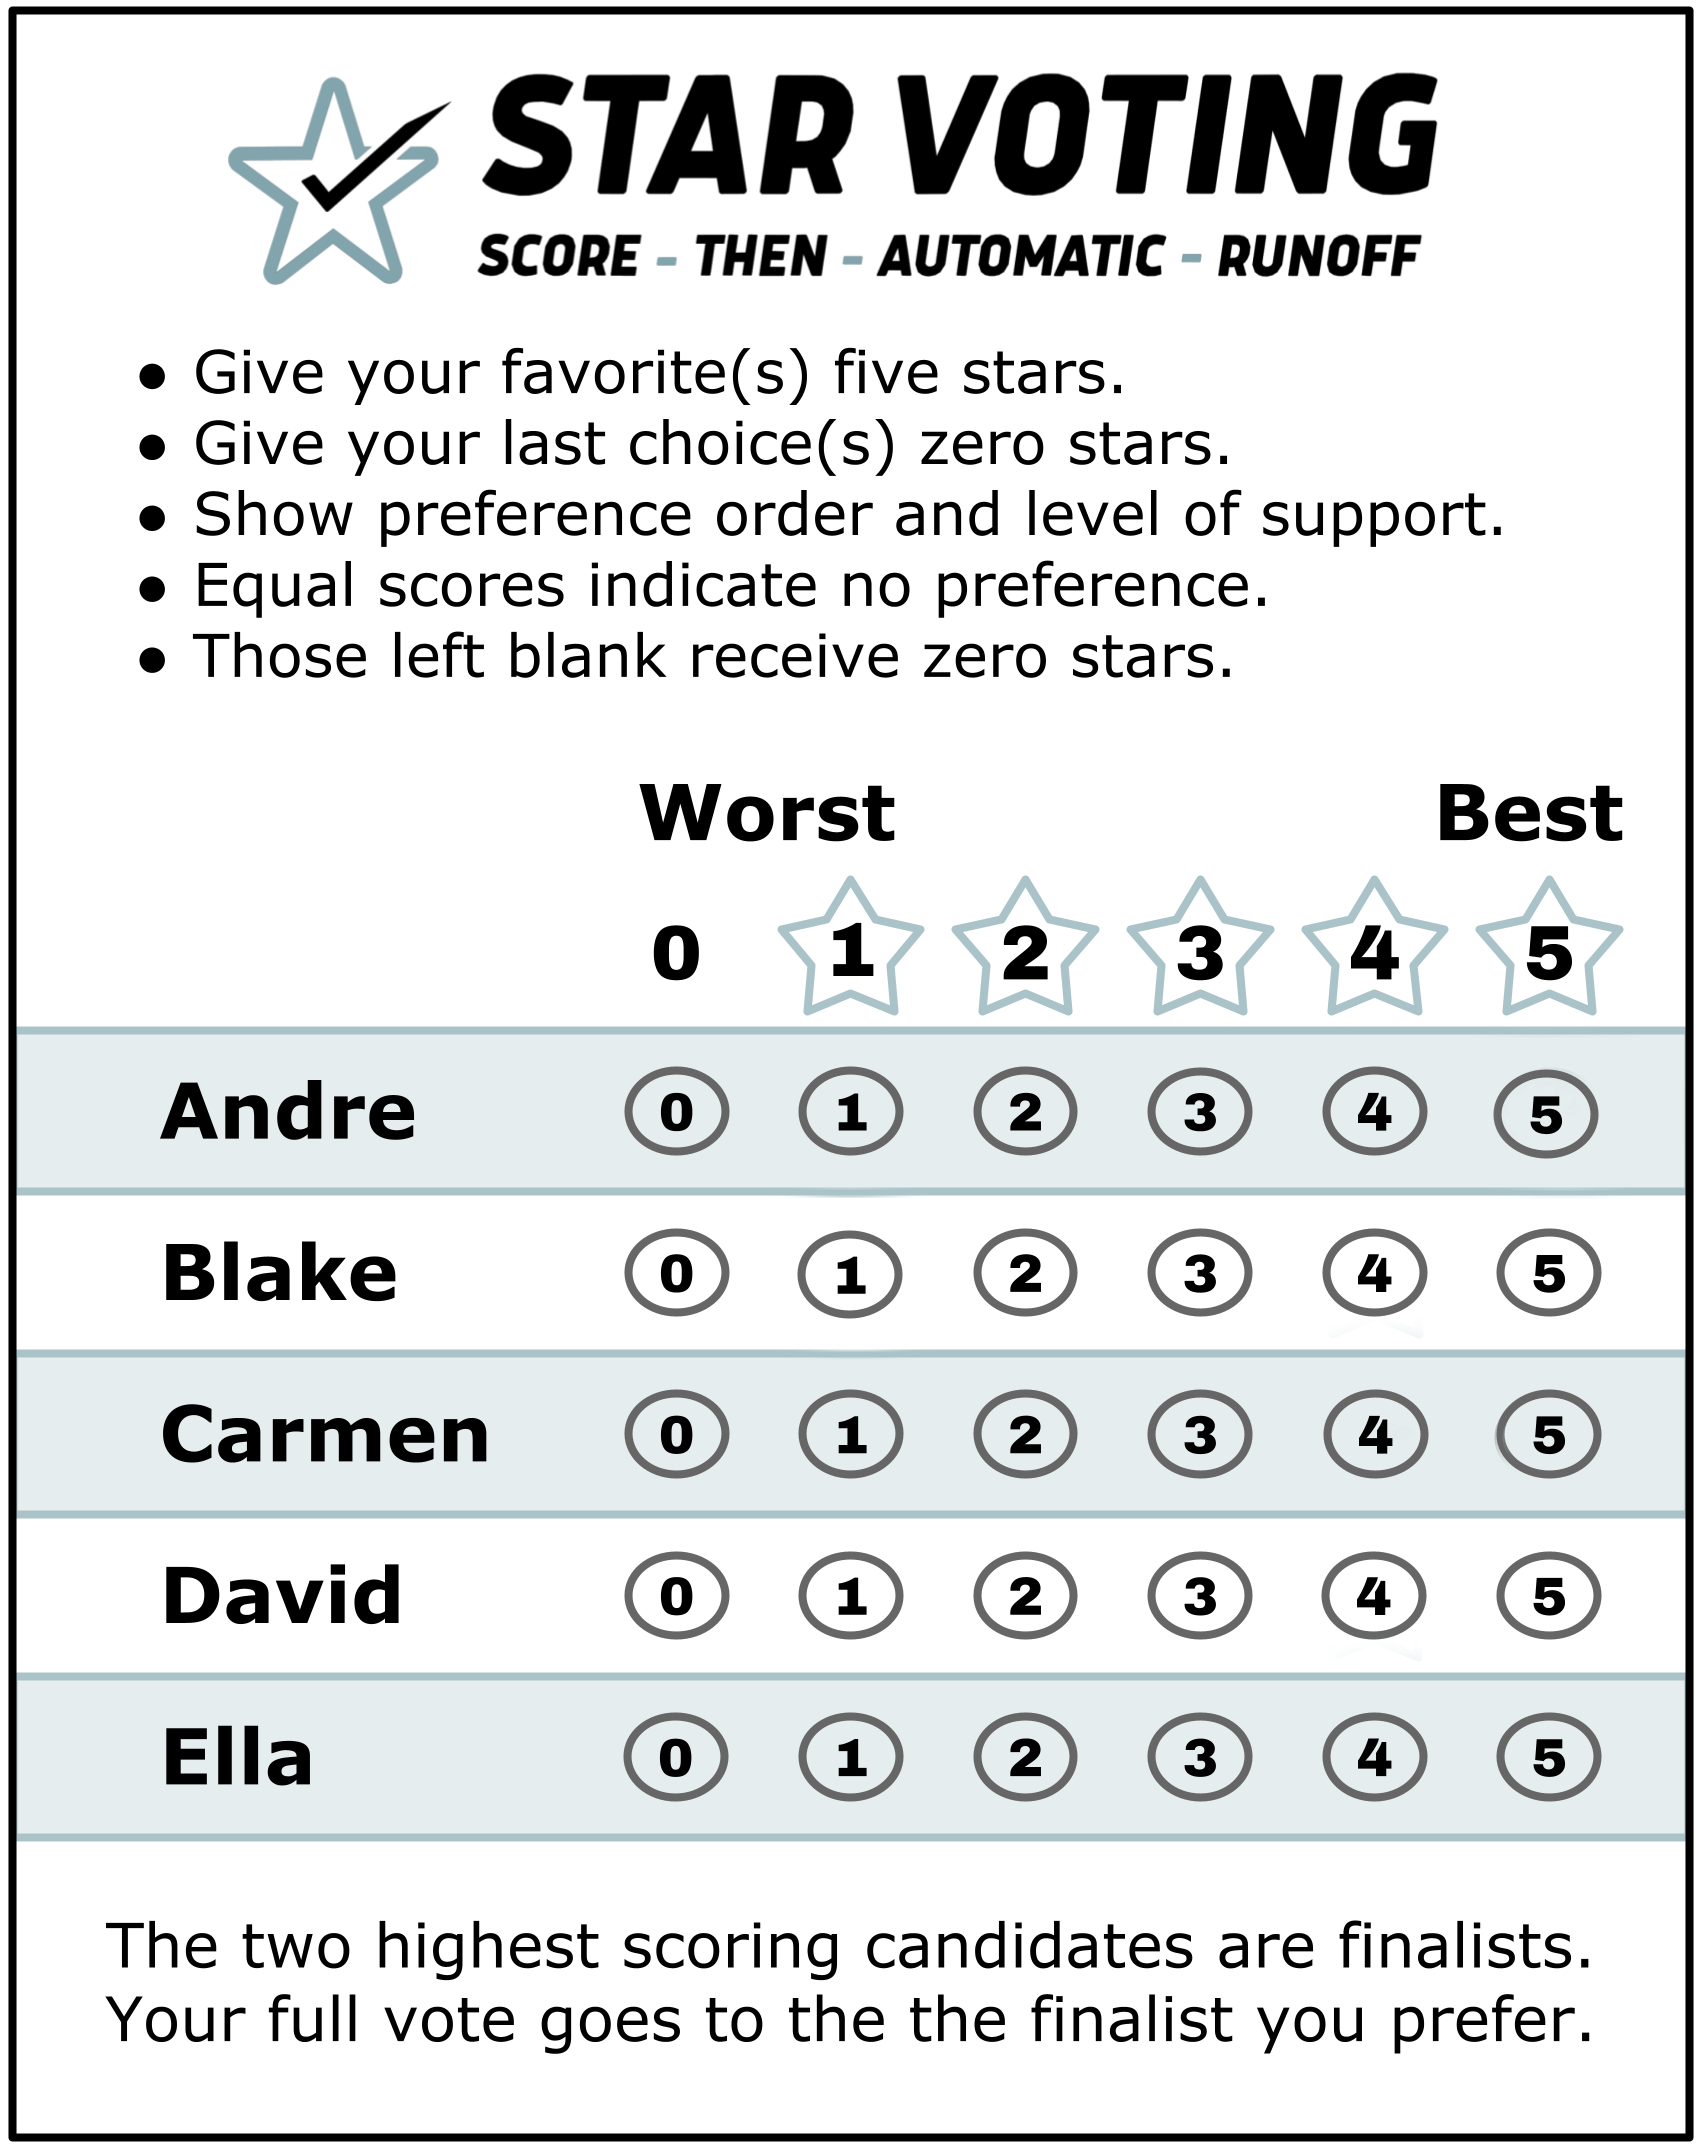 STAR VOTING
SCORE - THEN - AUTOMATIC - RUNOFF
● Give your favorite(s) five stars.
● Give your last choice(s) zero stars.
● Show preference order and level of support.
● Equal scores indicate no preference.
● Those left blank receive zero stars.
Worst Best
0 1 2 3 4 5
Andre 0 1 2 3 4 5
Blake 0 1 2 3 4 5
Carmen 0 1 2 3 4 5
David 0 1 2 3 4 5
Ella 0 1 2 3 4 5
The two highest scoring candidates are finalists.
Your full vote goes to the the finalist you prefer.